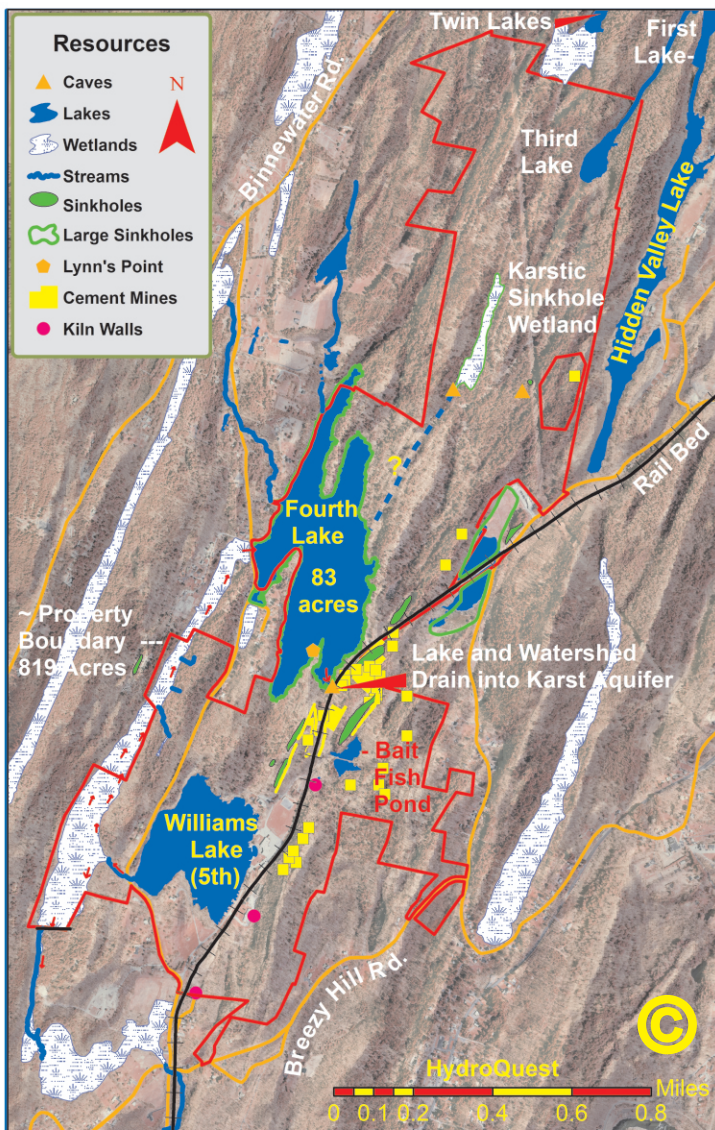 Resources
N
Caves
Lakes
Wetlands
Streams
Sinkholes
Large Sinkholes
Lynn's Point
Cement Mines
Kiln Walls
Binnewater Rd.
Twin Lakes
First
Lake-
Third
Lake
Hidden Valley Lake
Karstic
Sinkhole
Wetland
Rail Bed
?
Fourth
Lake
83
acres
~ Property
Boundary ---
819 Acres
Lake and Watershed
Drain into Karst Aquifer
- Bait
Fish
Pond
Williams
Lake
(5th)
Breezy Hill Rd.
©
HydroQuest
Miles
0 0.1 0.2 0.4 0.6 0.8